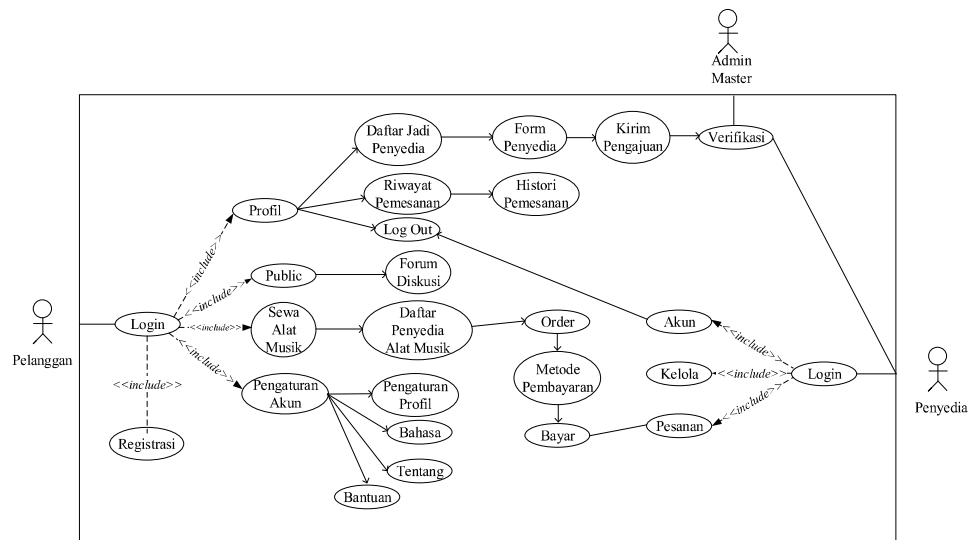 Admin
Master
Daftar Jadi
Penyedia
Form
Penyedia
Kirim
Pengajuan
Verifikasi
Riwayat
Pemesanan
Histori
Pemesanan
Profil
Log Out
<<include>>
Public
Forum
Diskusi
<<include>>
Pelanggan
Login
<<include>>
Sewa
Alat
Musik
Daftar
Penyedia
Alat Musik
Order
Akun
<<include>>
Metode
Pembayaran
Kelola
<<include>>
Login
Penyedia
<<include>>
<<include>>
Pengaturan
Akun
Pengaturan
Profil
<<include>>
Bahasa
Bayar
Pesanan
Registrasi
Tentang
Bantuan